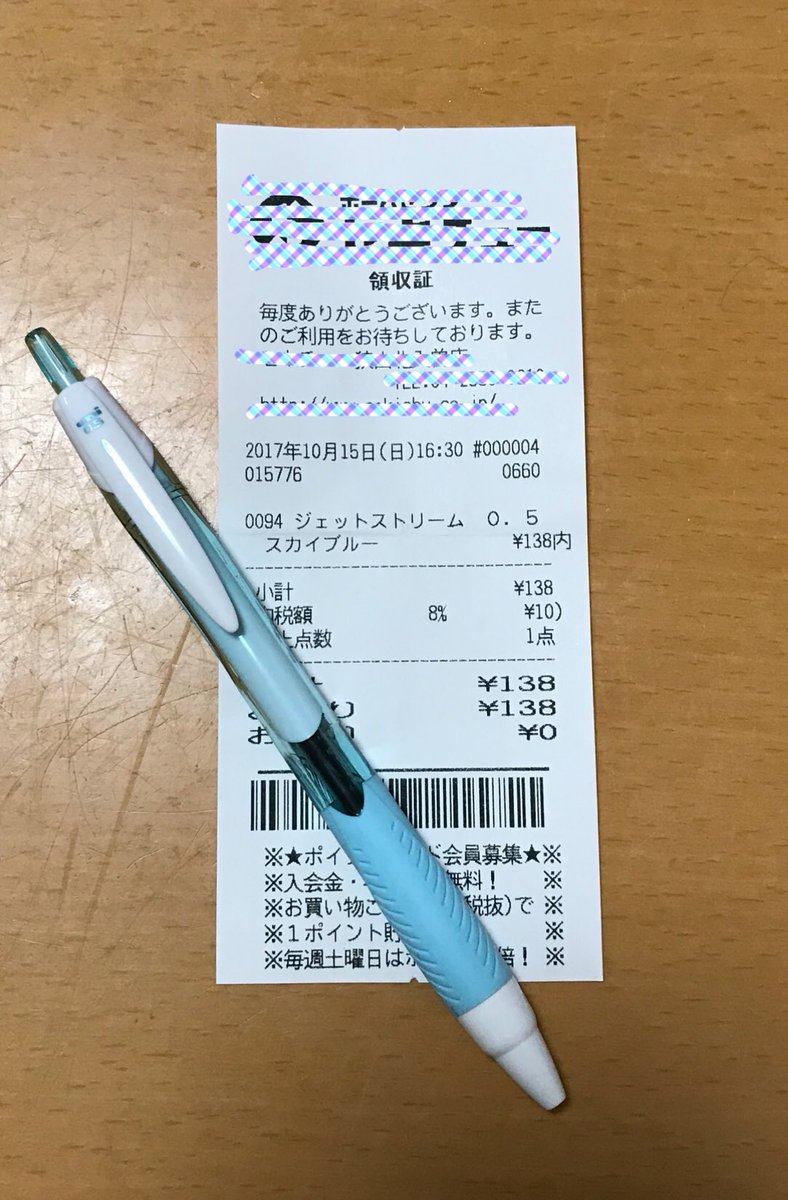 領収証
毎度ありがとうございます。また
のご利用をお待ちしております。
2017年10月15日(日)16:30 #000004
015776 0660
0094 ジェットストリーム 0.5
スカイブルー ¥138内
小計 ¥138
税額 8% ¥10)
点数 1点
¥138
¥138
¥0
※★ポイ ド会員募集★※
※入会金・ 無料! ※
※お買い物 税抜)で ※
※1ポイント貯 ※
※毎週土曜日は 倍! ※